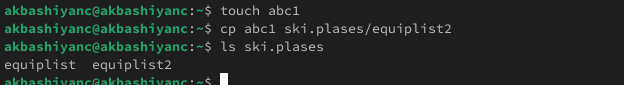 akbashiyanc@akbashiyanc:~$ touch abc1
akbashiyanc@akbashiyanc:~$ cp abc1 ski.plases/equiplist2
akbashiyanc@akbashiyanc:~$ ls ski.plases
equiplist  equiplist2
akbashiyanc@akbashiyanc:~$